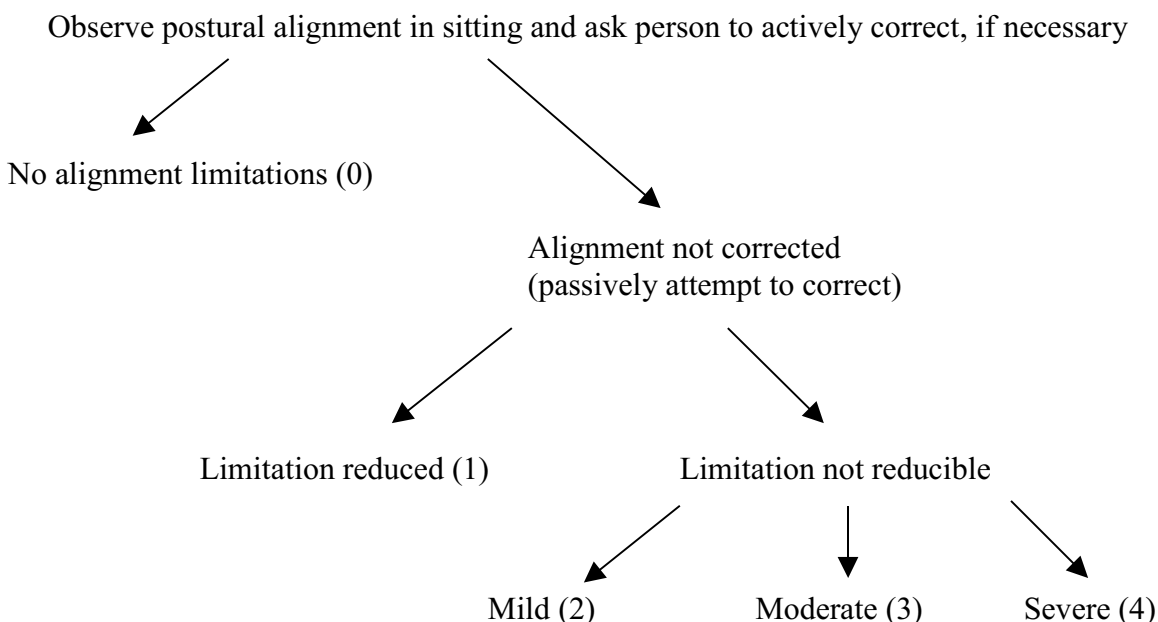 Observe postural alignment in sitting and ask person to actively correct, if necessary
No alignment limitations (0)
Alignment not corrected
(passively attempt to correct)
Limitation reduced (1)
Limitation not reducible
Mild (2)
Moderate (3)
Severe (4)